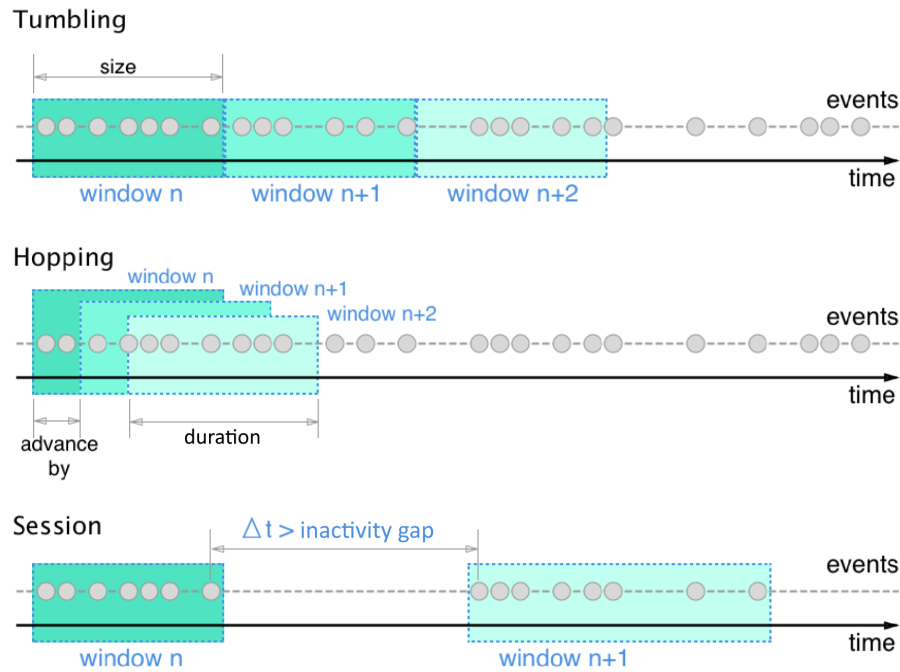 Tumbling
size
events
time
window n
window n+1
window n+2
Hopping
window n
window n+1
window n+2
events
time
advance
by
duration
Session
Δt > inactivity gap
events
time
window n
window n+1